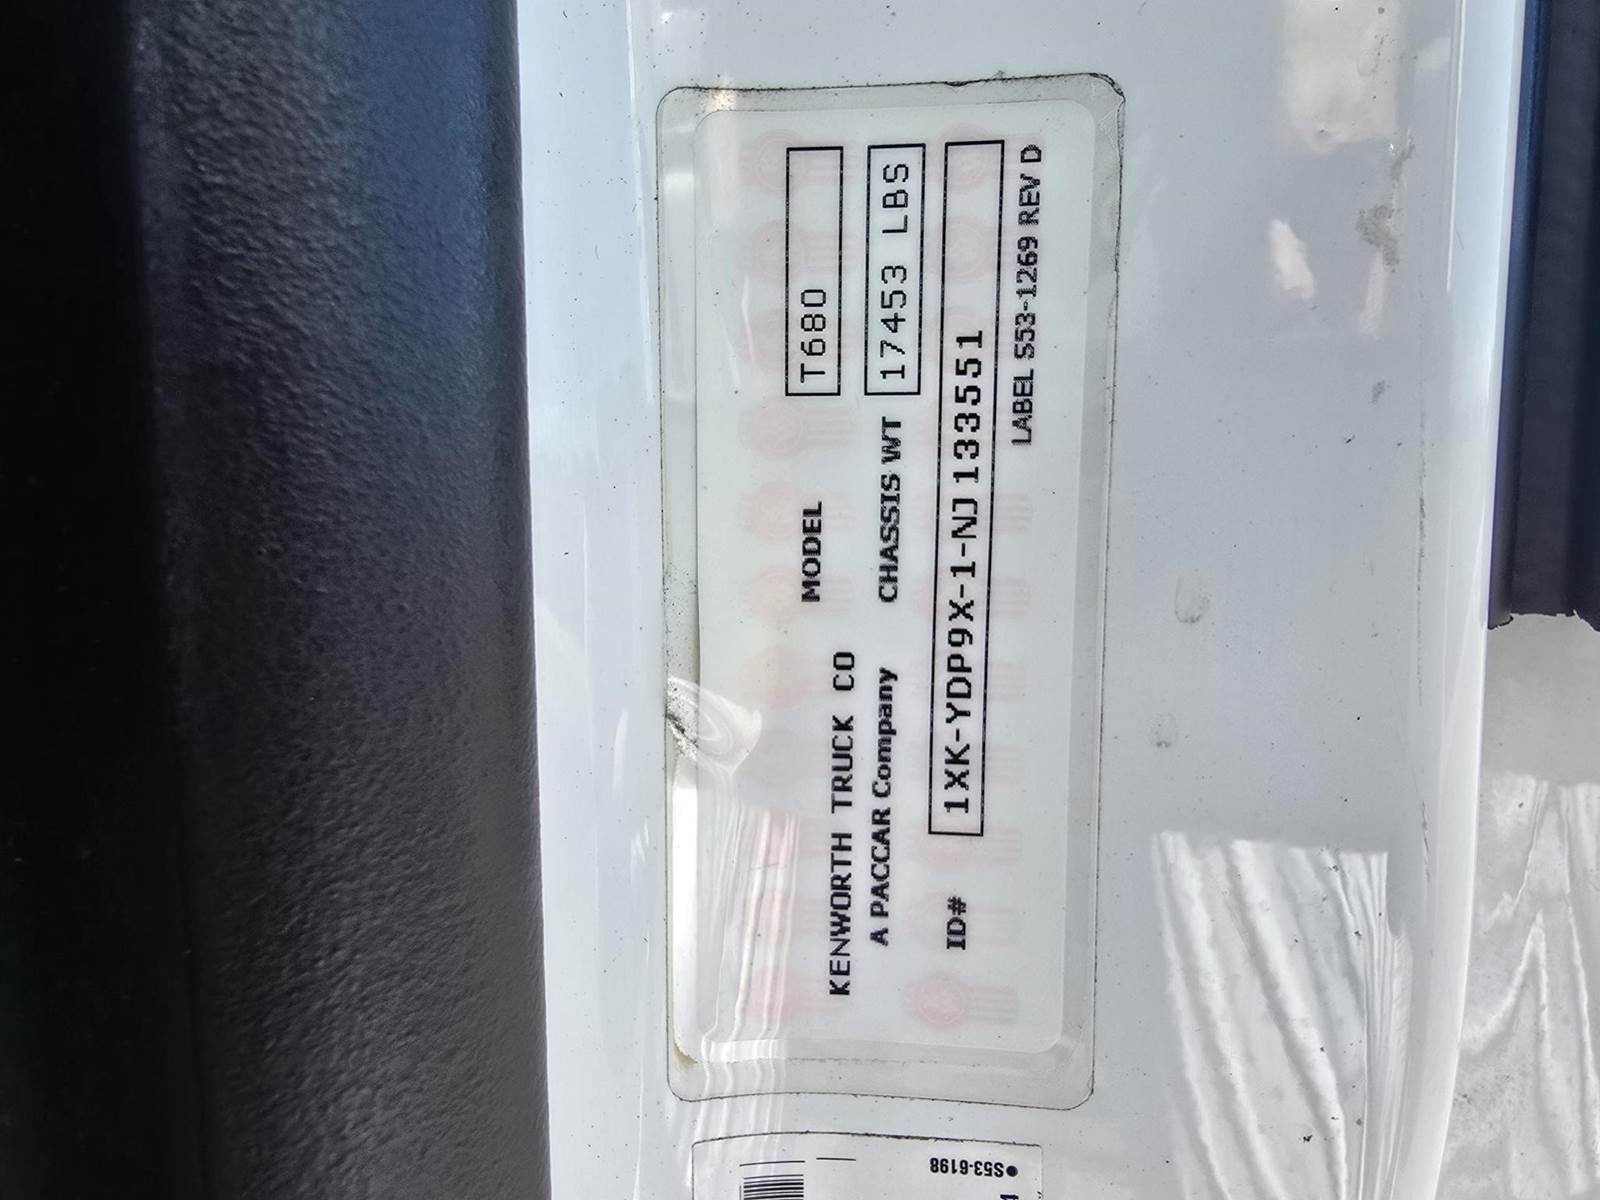 MODEL T680
KENWORTH TRUCK CO
A PACCAR Company CHASSIS WT 17453 LBS
ID# 1XK-YDP9X-1-NJ133551
LABEL S53-1269 REV D
●S53-6198